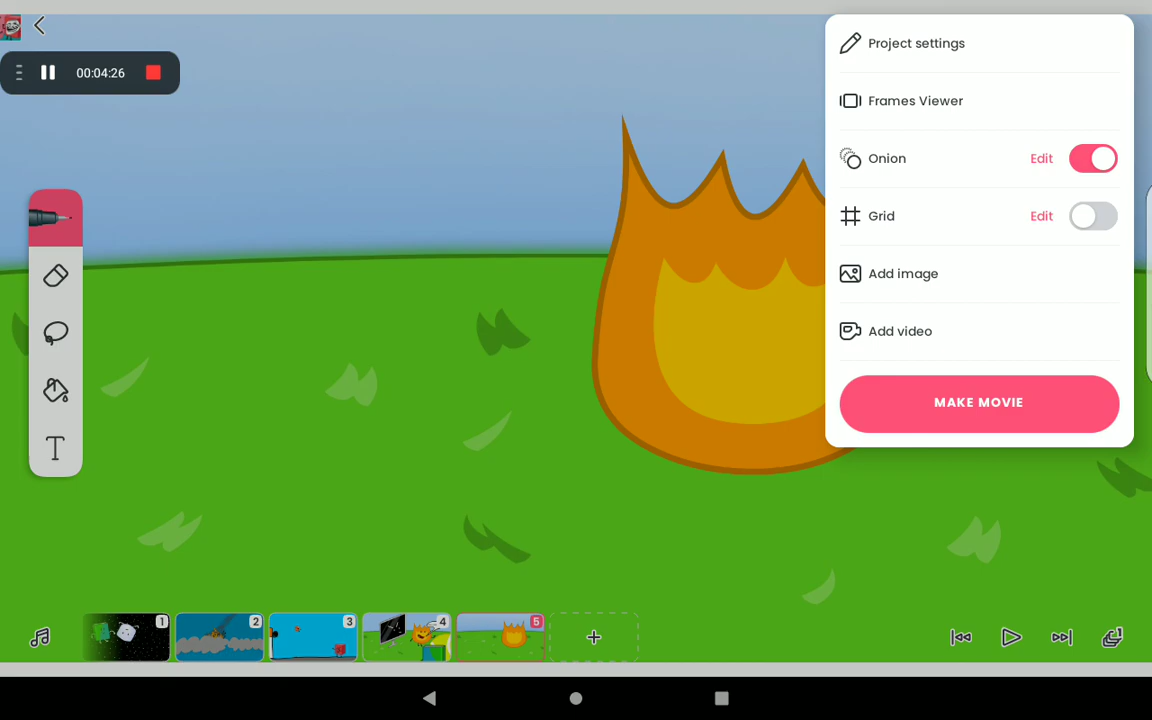 00:04:26
Project settings
Frames Viewer
Onion Edit
Grid Edit
Add image
Add video
MAKE MOVIE
T
1 2 3 4 5
+